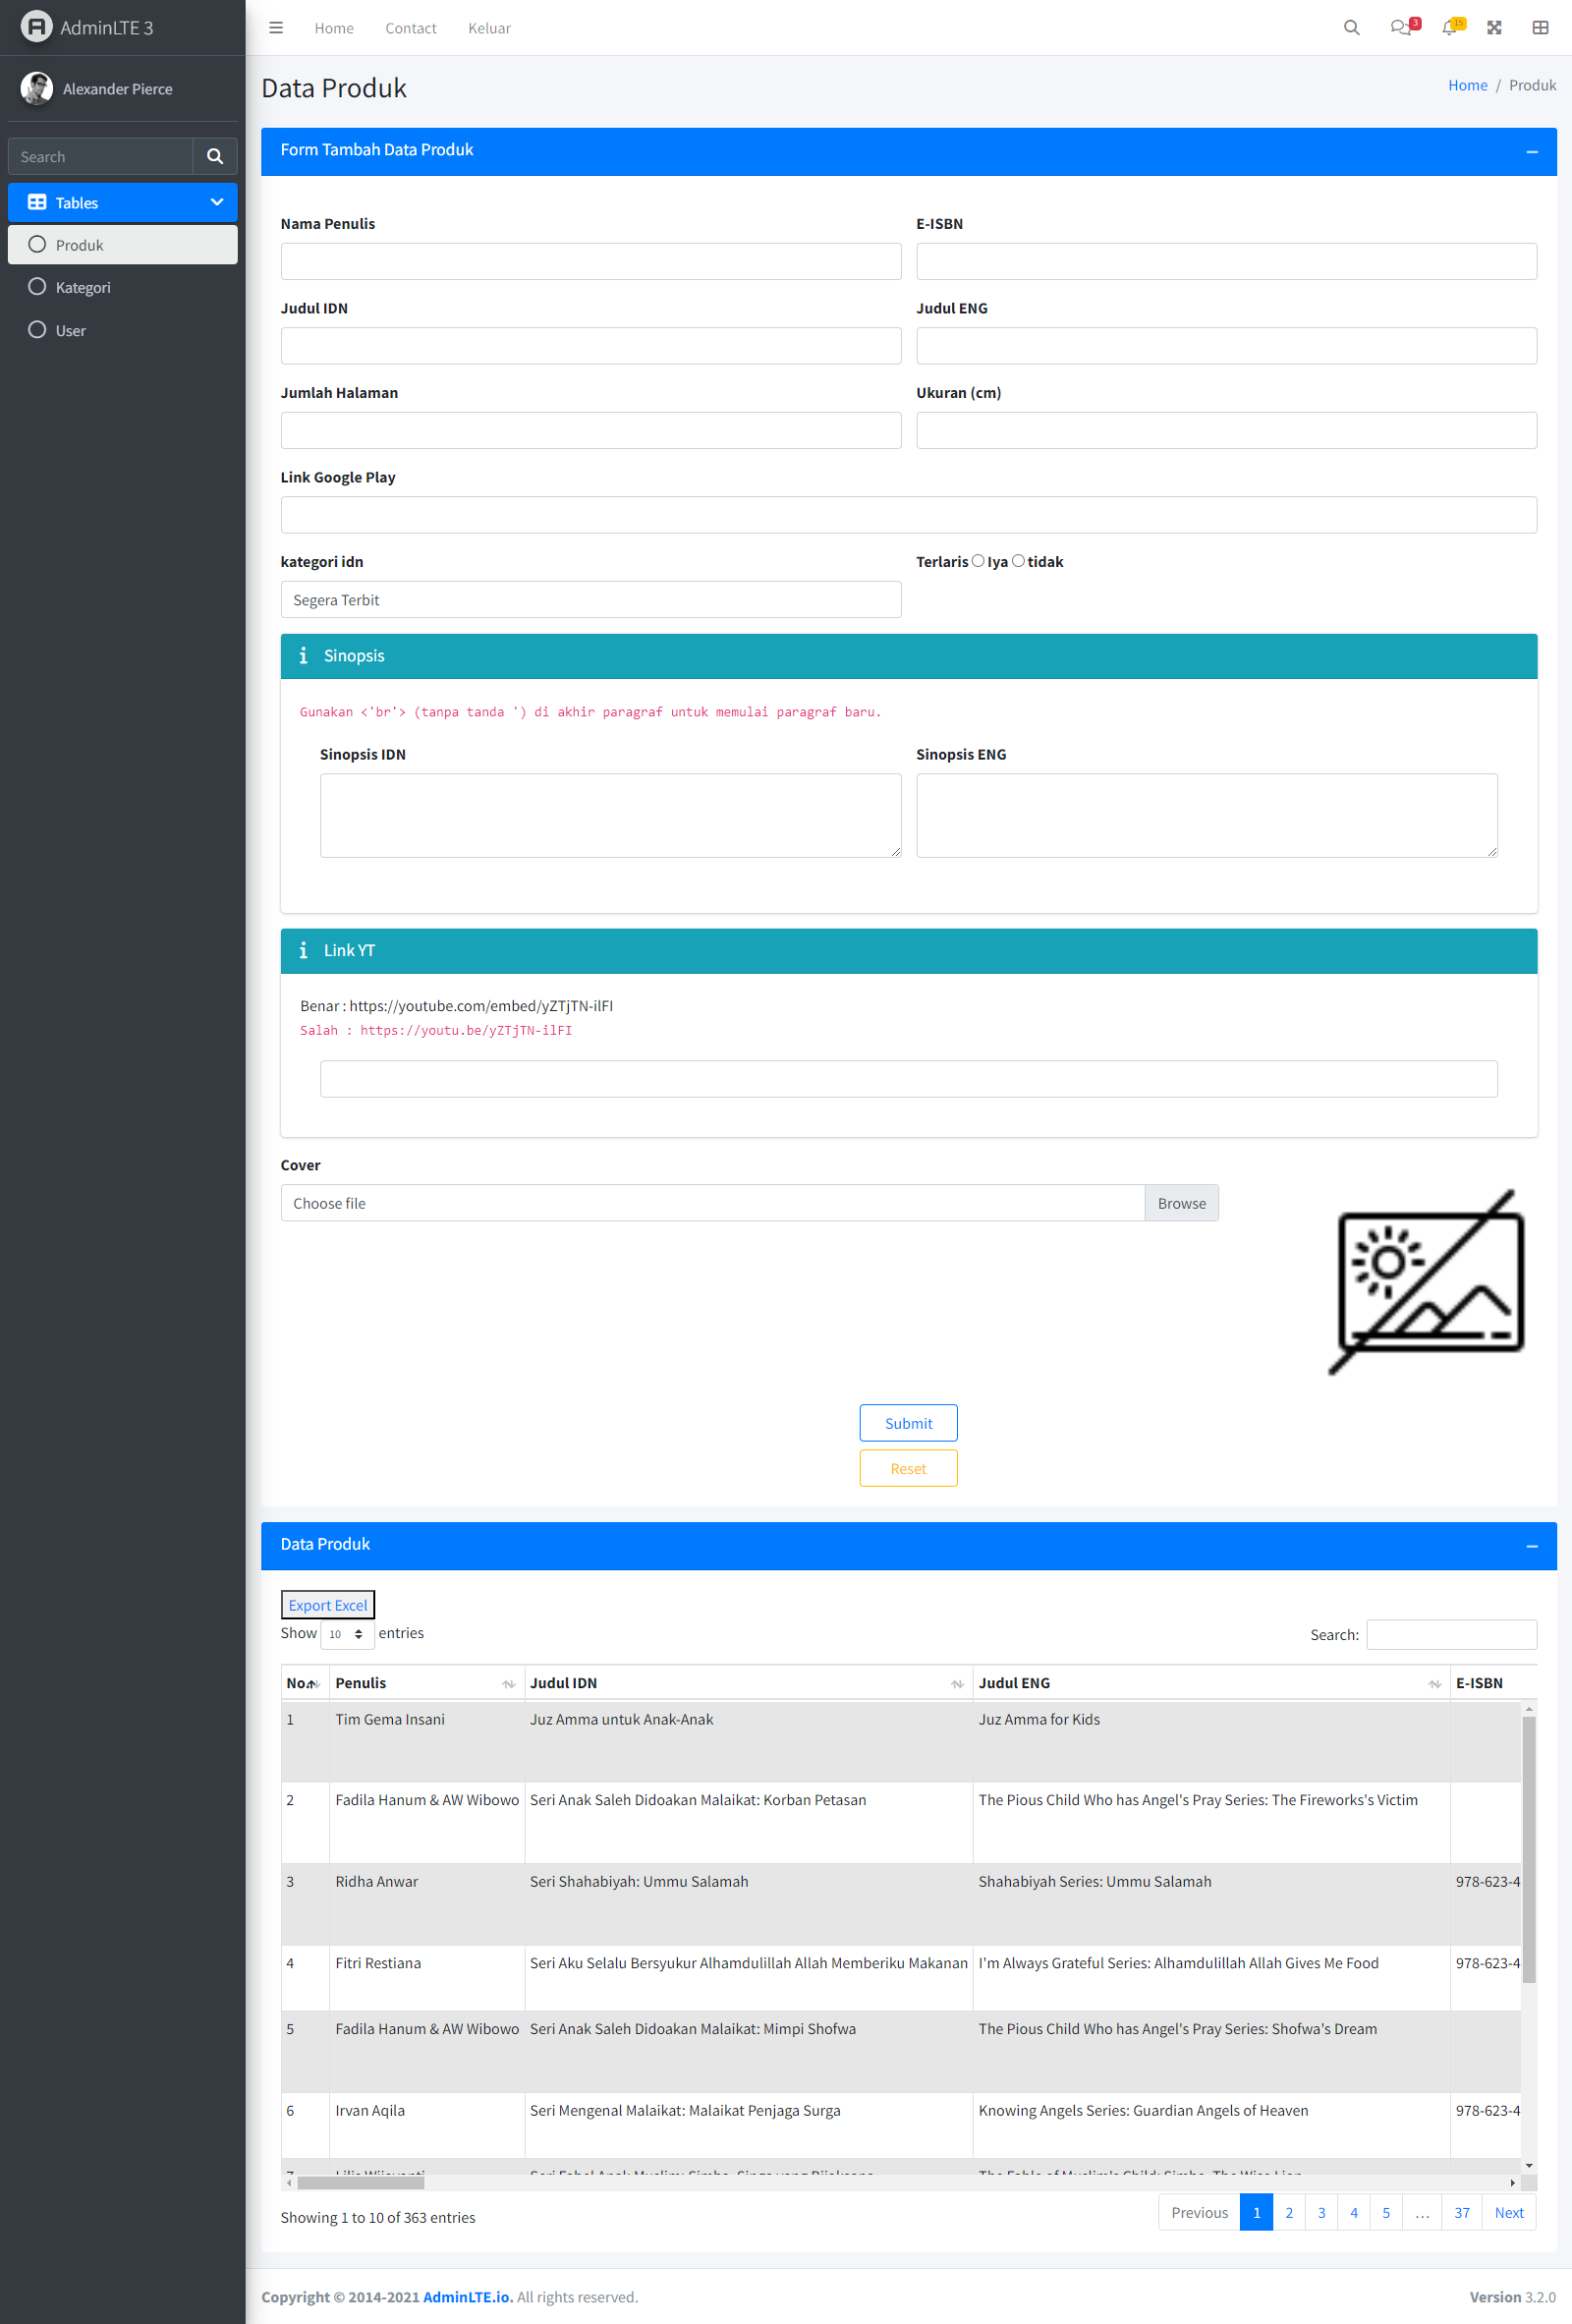 AdminLTE 3
Home Contact Keluar 3 15
Alexander Pierce
Data Produk
Home / Produk
Search
Tables
Produk
Kategori
User
Form Tambah Data Produk
Nama Penulis E-ISBN
Judul IDN Judul ENG
Jumlah Halaman Ukuran (cm)
Link Google Play
kategori idn Terlaris Iya tidak
Segera Terbit
Sinopsis
Gunakan <'br'> (tanpa tanda ') di akhir paragraf untuk memulai paragraf baru.
Sinopsis IDN Sinopsis ENG
Link YT
Benar : https://youtube.com/embed/yZTjTN-ilFI
Salah : https://youtu.be/yZTjTN-ilFI
Cover
Choose file Browse
Submit
Reset
Data Produk
Export Excel
Show 10 entries Search:
No. Penulis Judul IDN Judul ENG E-ISBN
1 Tim Gema Insani Juz Amma untuk Anak-Anak Juz Amma for Kids
2 Fadila Hanum & AW Wibowo Seri Anak Saleh Didoakan Malaikat: Korban Petasan The Pious Child Who has Angel's Pray Series: The Fireworks's Victim
3 Ridha Anwar Seri Shahabiyah: Ummu Salamah Shahabiyah Series: Ummu Salamah 978-623-4
4 Fitri Restiana Seri Aku Selalu Bersyukur Alhamdulillah Allah Memberiku Makanan I'm Always Grateful Series: Alhamdulillah Allah Gives Me Food 978-623-4
5 Fadila Hanum & AW Wibowo Seri Anak Saleh Didoakan Malaikat: Mimpi Shofwa The Pious Child Who has Angel's Pray Series: Shofwa's Dream
6 Irvan Aqila Seri Mengenal Malaikat: Malaikat Penjaga Surga Knowing Angels Series: Guardian Angels of Heaven 978-623-4
Showing 1 to 10 of 363 entries
Previous 1 2 3 4 5 … 37 Next
Copyright © 2014-2021 AdminLTE.io. All rights reserved.
Version 3.2.0